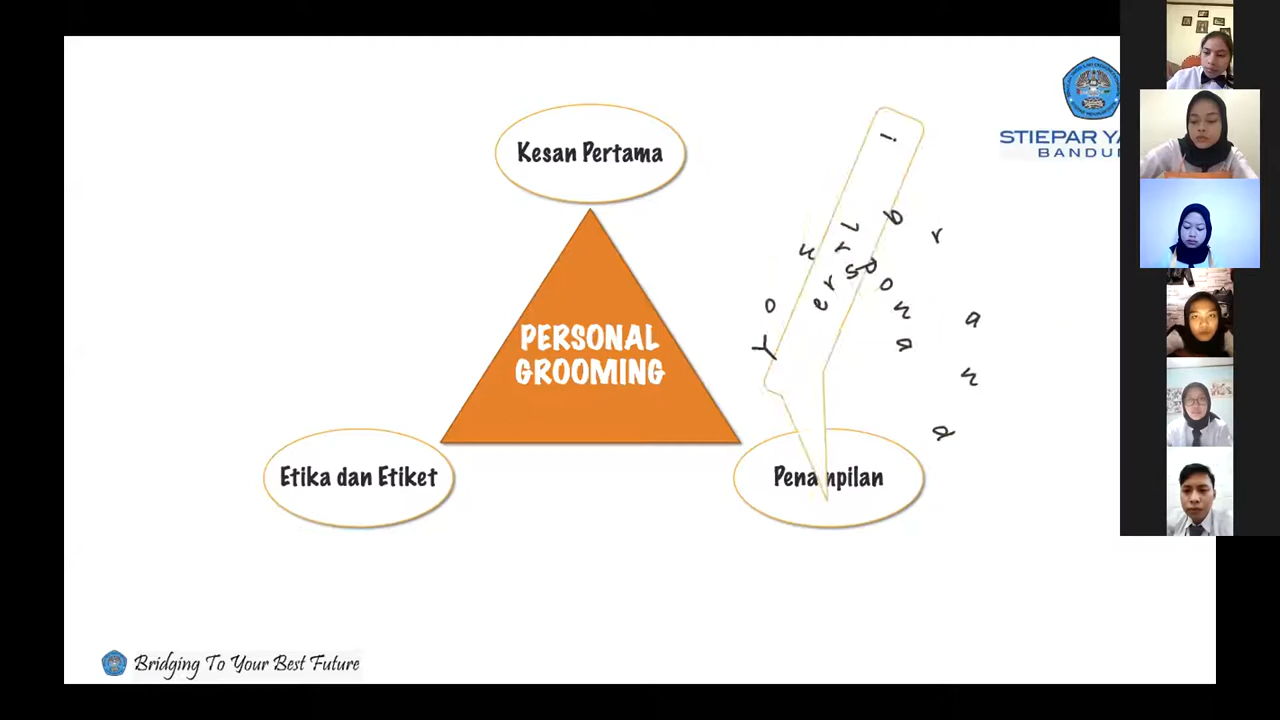 Kesan Pertama
STIEPAR YA
BANDU
PERSONAL
GROOMING
Etika dan Etiket
Penampilan
Bridging To Your Best Future